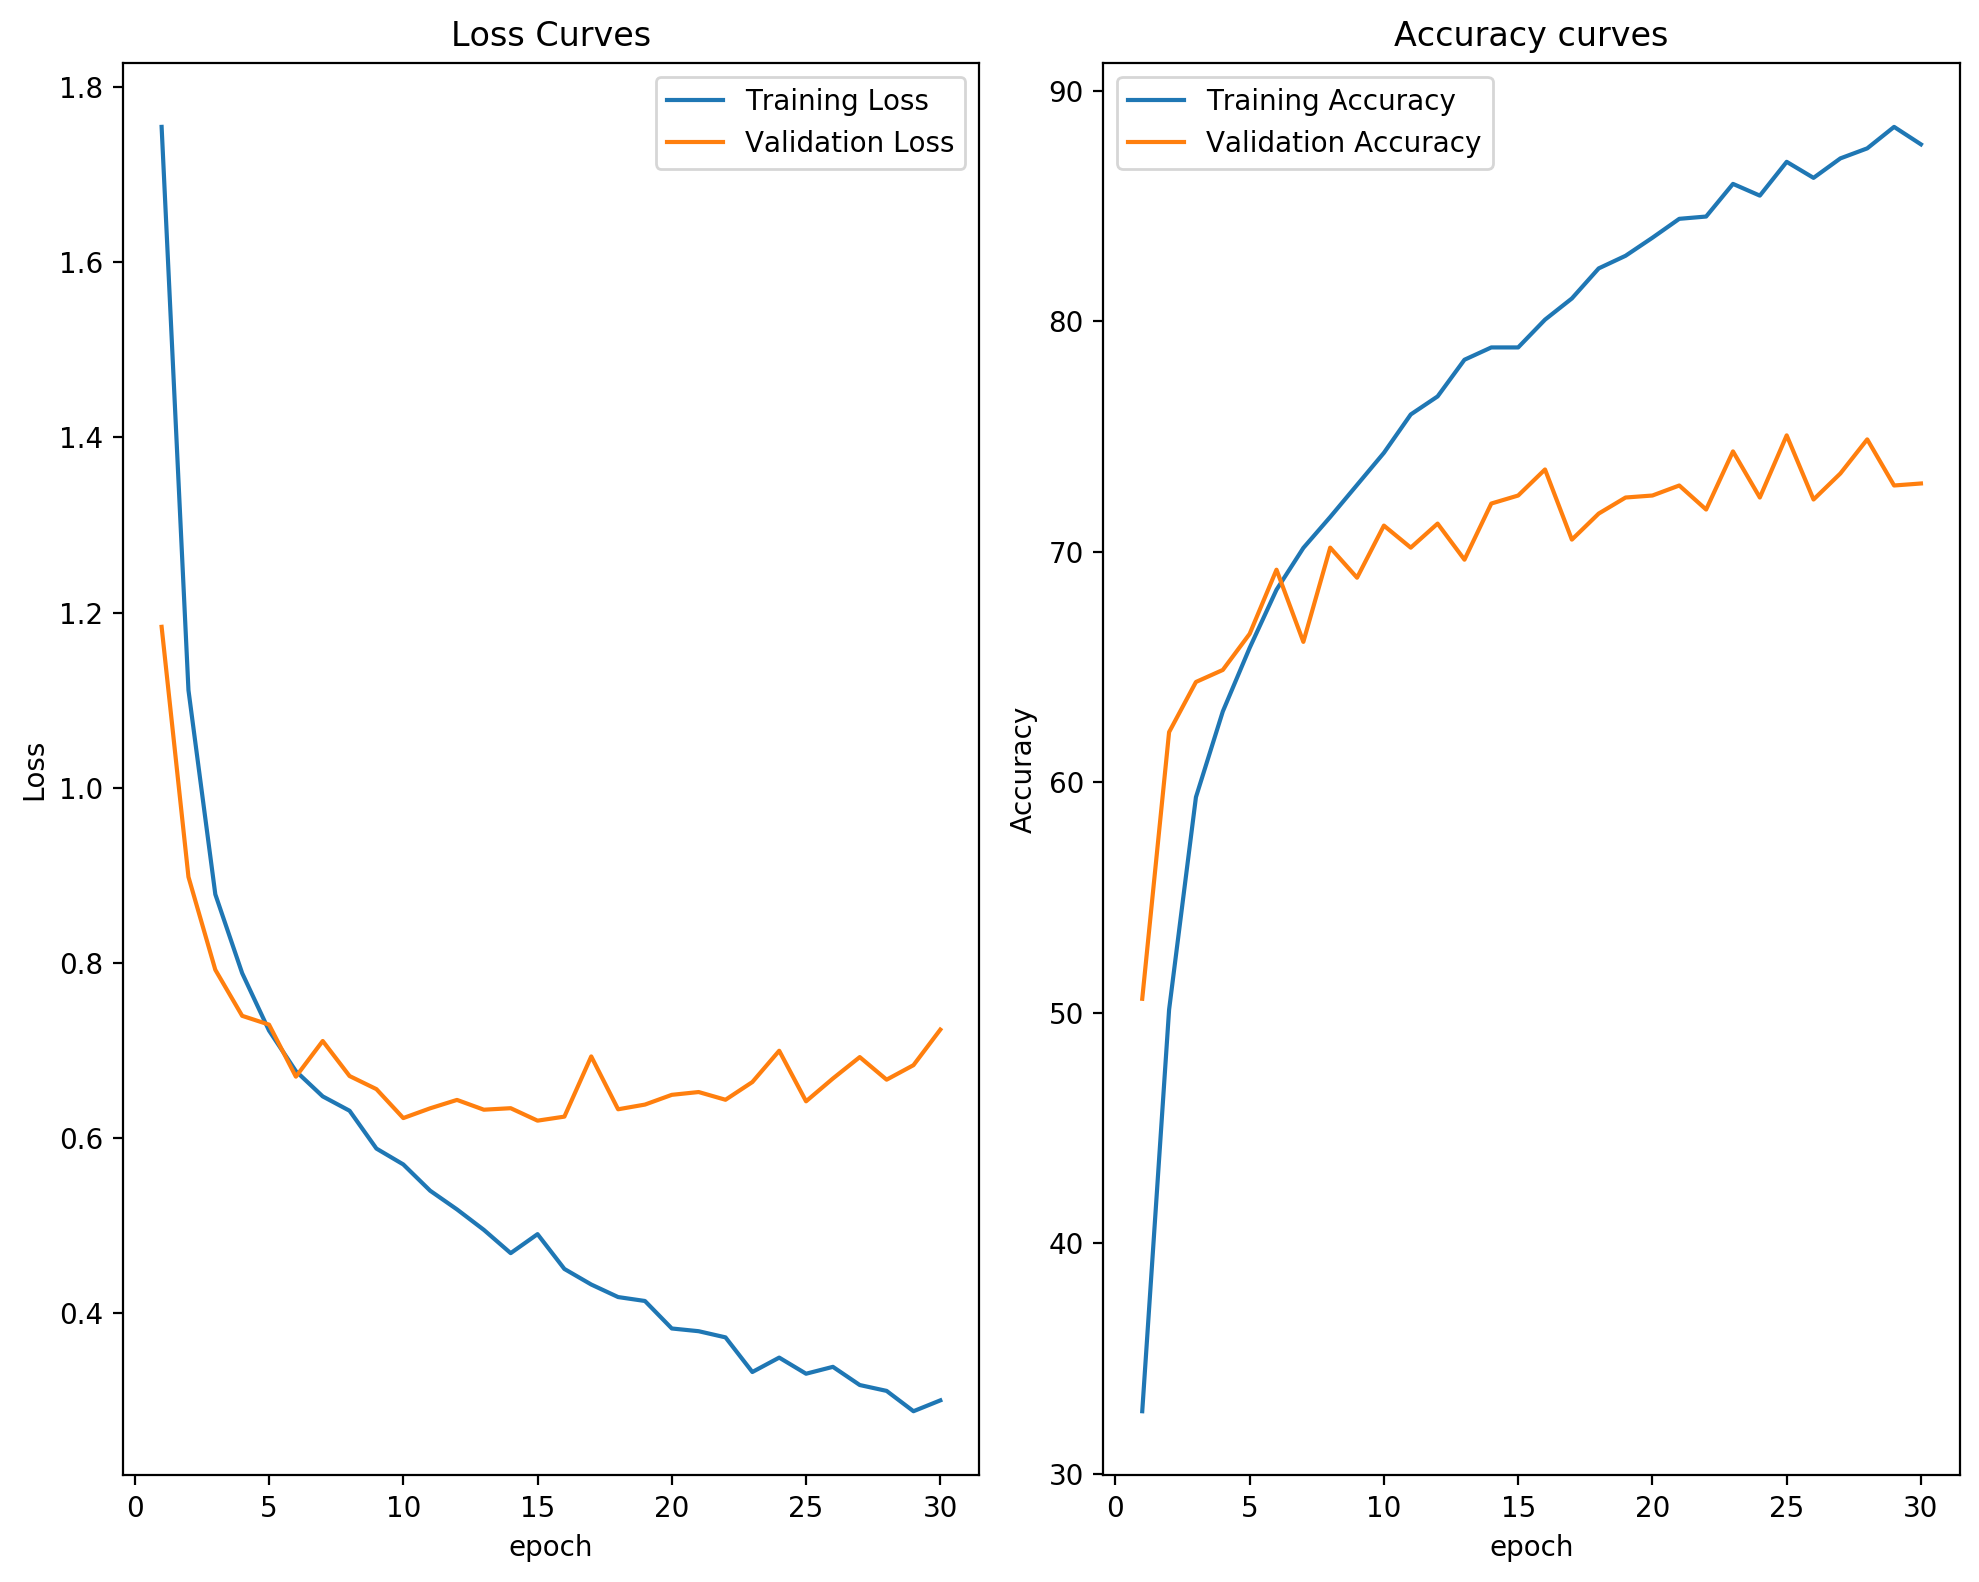 Loss Curves
Training Loss
Validation Loss
1.8
1.6
1.4
1.2
1.0
0.8
0.6
0.4
Loss
0 5 10 15 20 25 30
epoch
Accuracy curves
Training Accuracy
Validation Accuracy
90
80
70
60
50
40
30
Accuracy
0 5 10 15 20 25 30
epoch